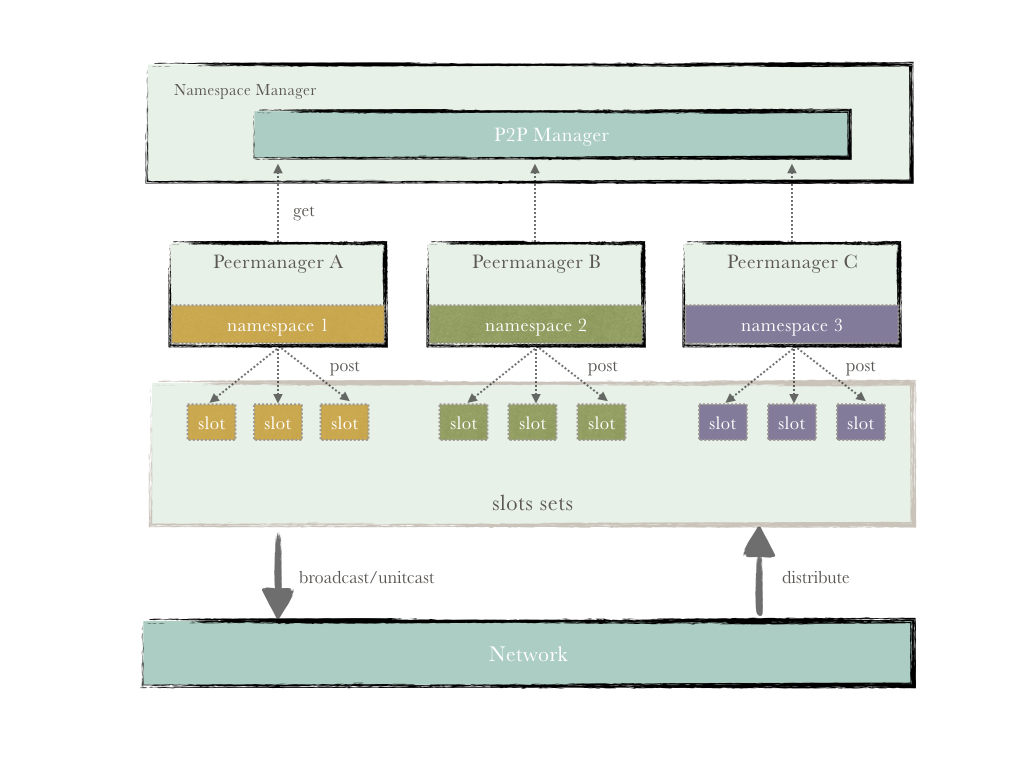 Namespace Manager
P2P Manager
get
Peermanager A
Peermanager B
Peermanager C
namespace 1
namespace 2
namespace 3
post
post
post
slot
slot
slot
slot
slot
slot
slot
slot
slot
slots sets
broadcast/unitcast
distribute
Network